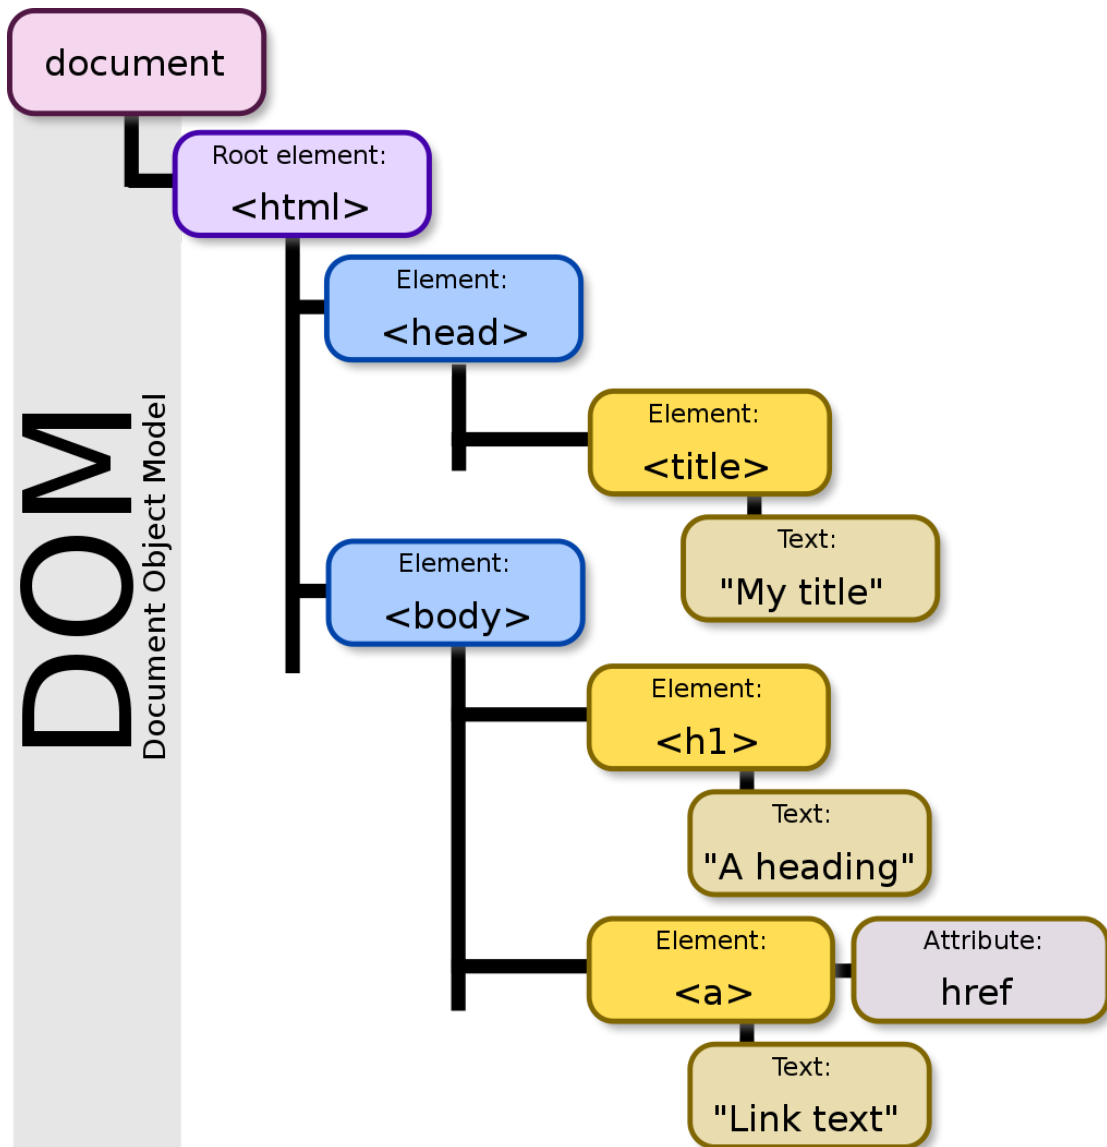 document
Root element:
<html>
Element:
<head>
Element:
<title>
Text:
"My title"
Element:
<body>
Element:
<h1>
Text:
"A heading"
Element:
<a>
Attribute:
href
Text:
"Link text"
DOM
Document Object Model